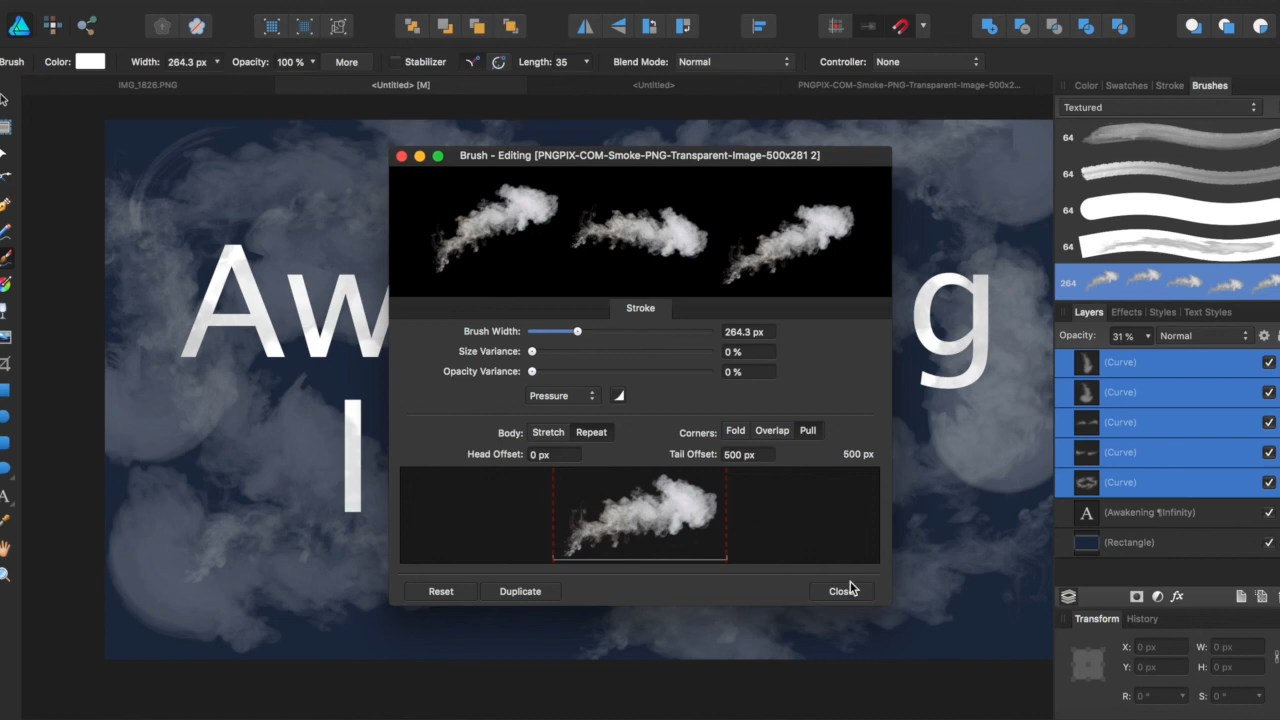 Brush
Color:
Width: 264.3 px
Opacity: 100 %
More
Stabilizer
Length: 35
Blend Mode: Normal
Controller: None
IMG_1826.PNG
<Untitled> [M]
<Untitled>
PNGPIX-COM-Smoke-PNG-Transparent-Image-500x2...
Color
Swatches
Stroke
Brushes
Textured
64
64
64
64
264
Aw
g
I
Brush - Editing [PNGPIX-COM-Smoke-PNG-Transparent-Image-500x281 2]
Stroke
Brush Width: 264.3 px
Size Variance: 0 %
Opacity Variance: 0 %
Pressure
Body: Stretch Repeat
Corners: Fold Overlap Pull
Head Offset: 0 px
Tail Offset: 500 px
500 px
Reset
Duplicate
Close
Layers
Effects
Styles
Text Styles
Opacity: 31 %
Normal
(Curve)
(Curve)
(Curve)
(Curve)
(Curve)
A (Awakening ¶Infinity)
(Rectangle)
fx
Transform
History
X: 0 px
W: 0 px
Y: 0 px
H: 0 px
R: 0 °
S: 0 °